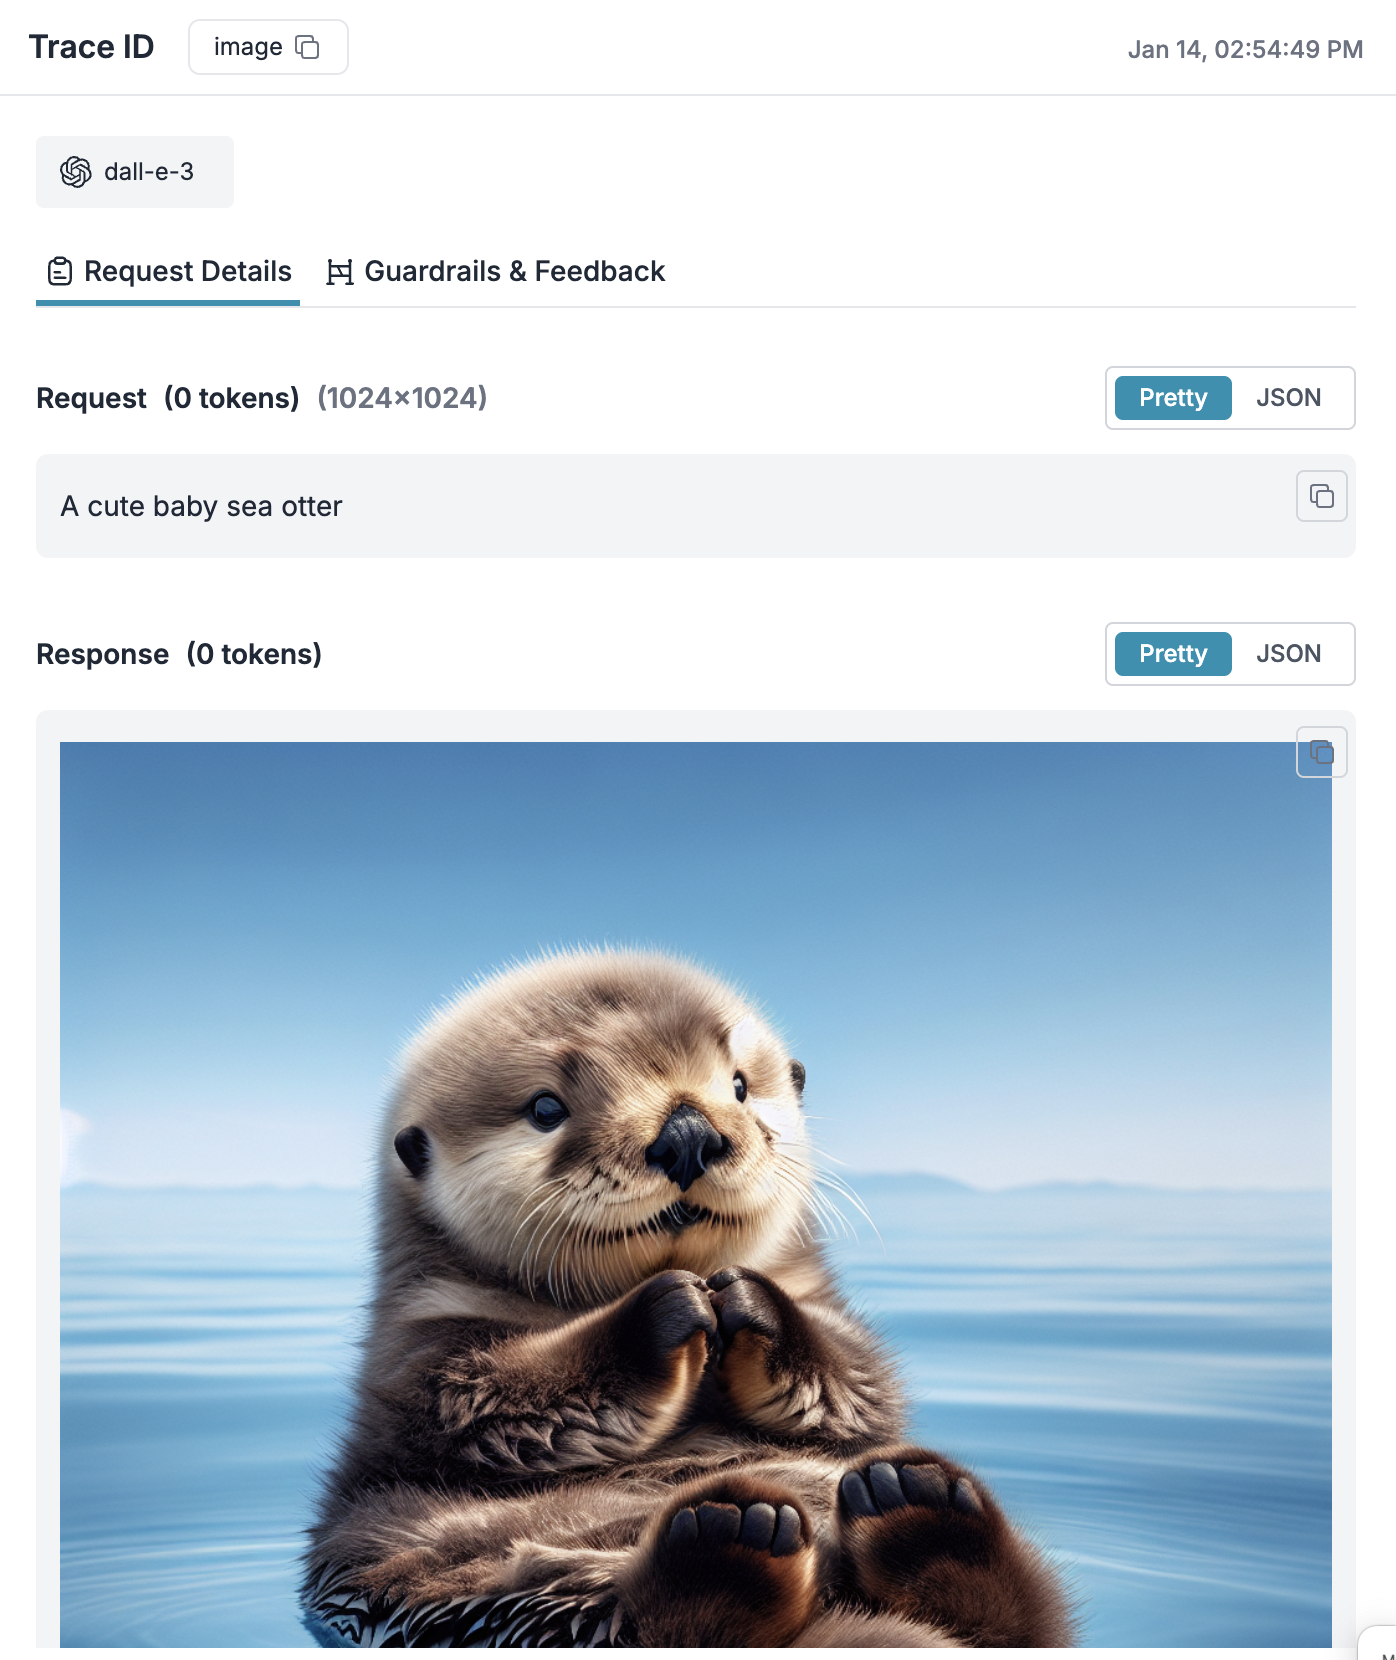 Trace ID
image
Jan 14, 02:54:49 PM
dall-e-3
Request Details
Guardrails & Feedback
Request (0 tokens) (1024×1024)
Pretty
JSON
A cute baby sea otter
Response (0 tokens)
Pretty
JSON